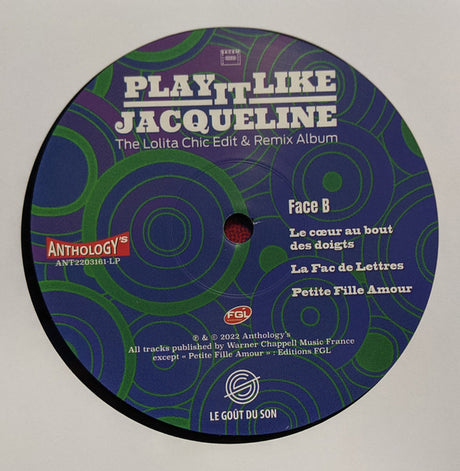 SACEM
PLAY IT LIKE
JACQUELINE
The Lolita Chic Edit & Remix Album
Face B
Le cœur au bout
des doigts
La Fac de Lettres
Petite Fille Amour
ANTHOLOGY'S
ANT2203161-LP
FGL
℗ & © 2022 Anthology's
All tracks published by Warner Chappell Music France
except « Petite Fille Amour » : Editions FGL
LE GOÛT DU SON